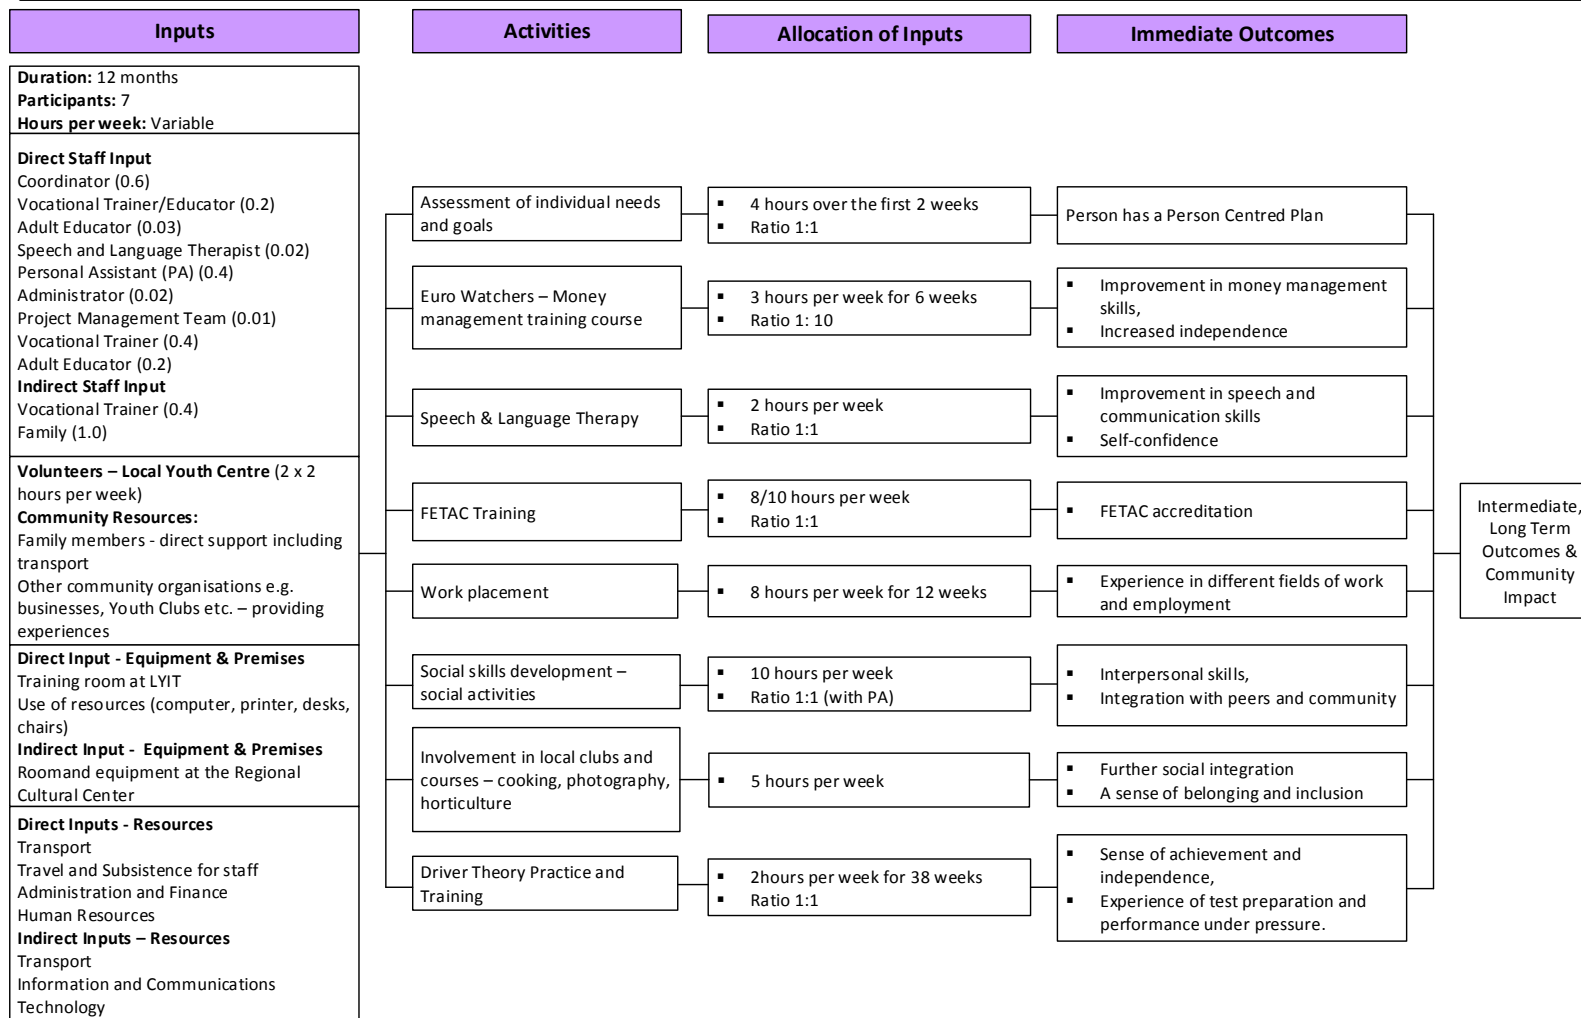 Inputs
Activities
Allocation of Inputs
Immediate Outcomes
Duration: 12 months
Participants: 7
Hours per week: Variable
Direct Staff Input
Coordinator (0.6)
Vocational Trainer/Educator (0.2)
Adult Educator (0.03)
Speech and Language Therapist (0.02)
Personal Assistant (PA) (0.4)
Administrator (0.02)
Project Management Team (0.01)
Vocational Trainer (0.4)
Adult Educator (0.2)
Indirect Staff Input
Vocational Trainer (0.4)
Family (1.0)
Volunteers – Local Youth Centre (2 x 2
hours per week)
Community Resources:
Family members - direct support including
transport
Other community organisations e.g.
businesses, Youth Clubs etc. – providing
experiences
Direct Input - Equipment & Premises
Training room at LYIT
Use of resources (computer, printer, desks,
chairs)
Indirect Input - Equipment & Premises
Roomand equipment at the Regional
Cultural Center
Direct Inputs - Resources
Transport
Travel and Subsistence for staff
Administration and Finance
Human Resources
Indirect Inputs – Resources
Transport
Information and Communications
Technology
Assessment of individual needs
and goals
▪ 4 hours over the first 2 weeks
▪ Ratio 1:1
Person has a Person Centred Plan
Euro Watchers – Money
management training course
▪ 3 hours per week for 6 weeks
▪ Ratio 1: 10
▪ Improvement in money management
skills,
▪ Increased independence
Speech & Language Therapy
▪ 2 hours per week
▪ Ratio 1:1
▪ Improvement in speech and
communication skills
▪ Self-confidence
FETAC Training
▪ 8/10 hours per week
▪ Ratio 1:1
▪ FETAC accreditation
Work placement
▪ 8 hours per week for 12 weeks
▪ Experience in different fields of work
and employment
Social skills development –
social activities
▪ 10 hours per week
▪ Ratio 1:1 (with PA)
▪ Interpersonal skills,
▪ Integration with peers and community
Involvement in local clubs and
courses – cooking, photography,
horticulture
▪ 5 hours per week
▪ Further social integration
▪ A sense of belonging and inclusion
Driver Theory Practice and
Training
▪ 2hours per week for 38 weeks
▪ Ratio 1:1
▪ Sense of achievement and
independence,
▪ Experience of test preparation and
performance under pressure.
Intermediate,
Long Term
Outcomes &
Community
Impact